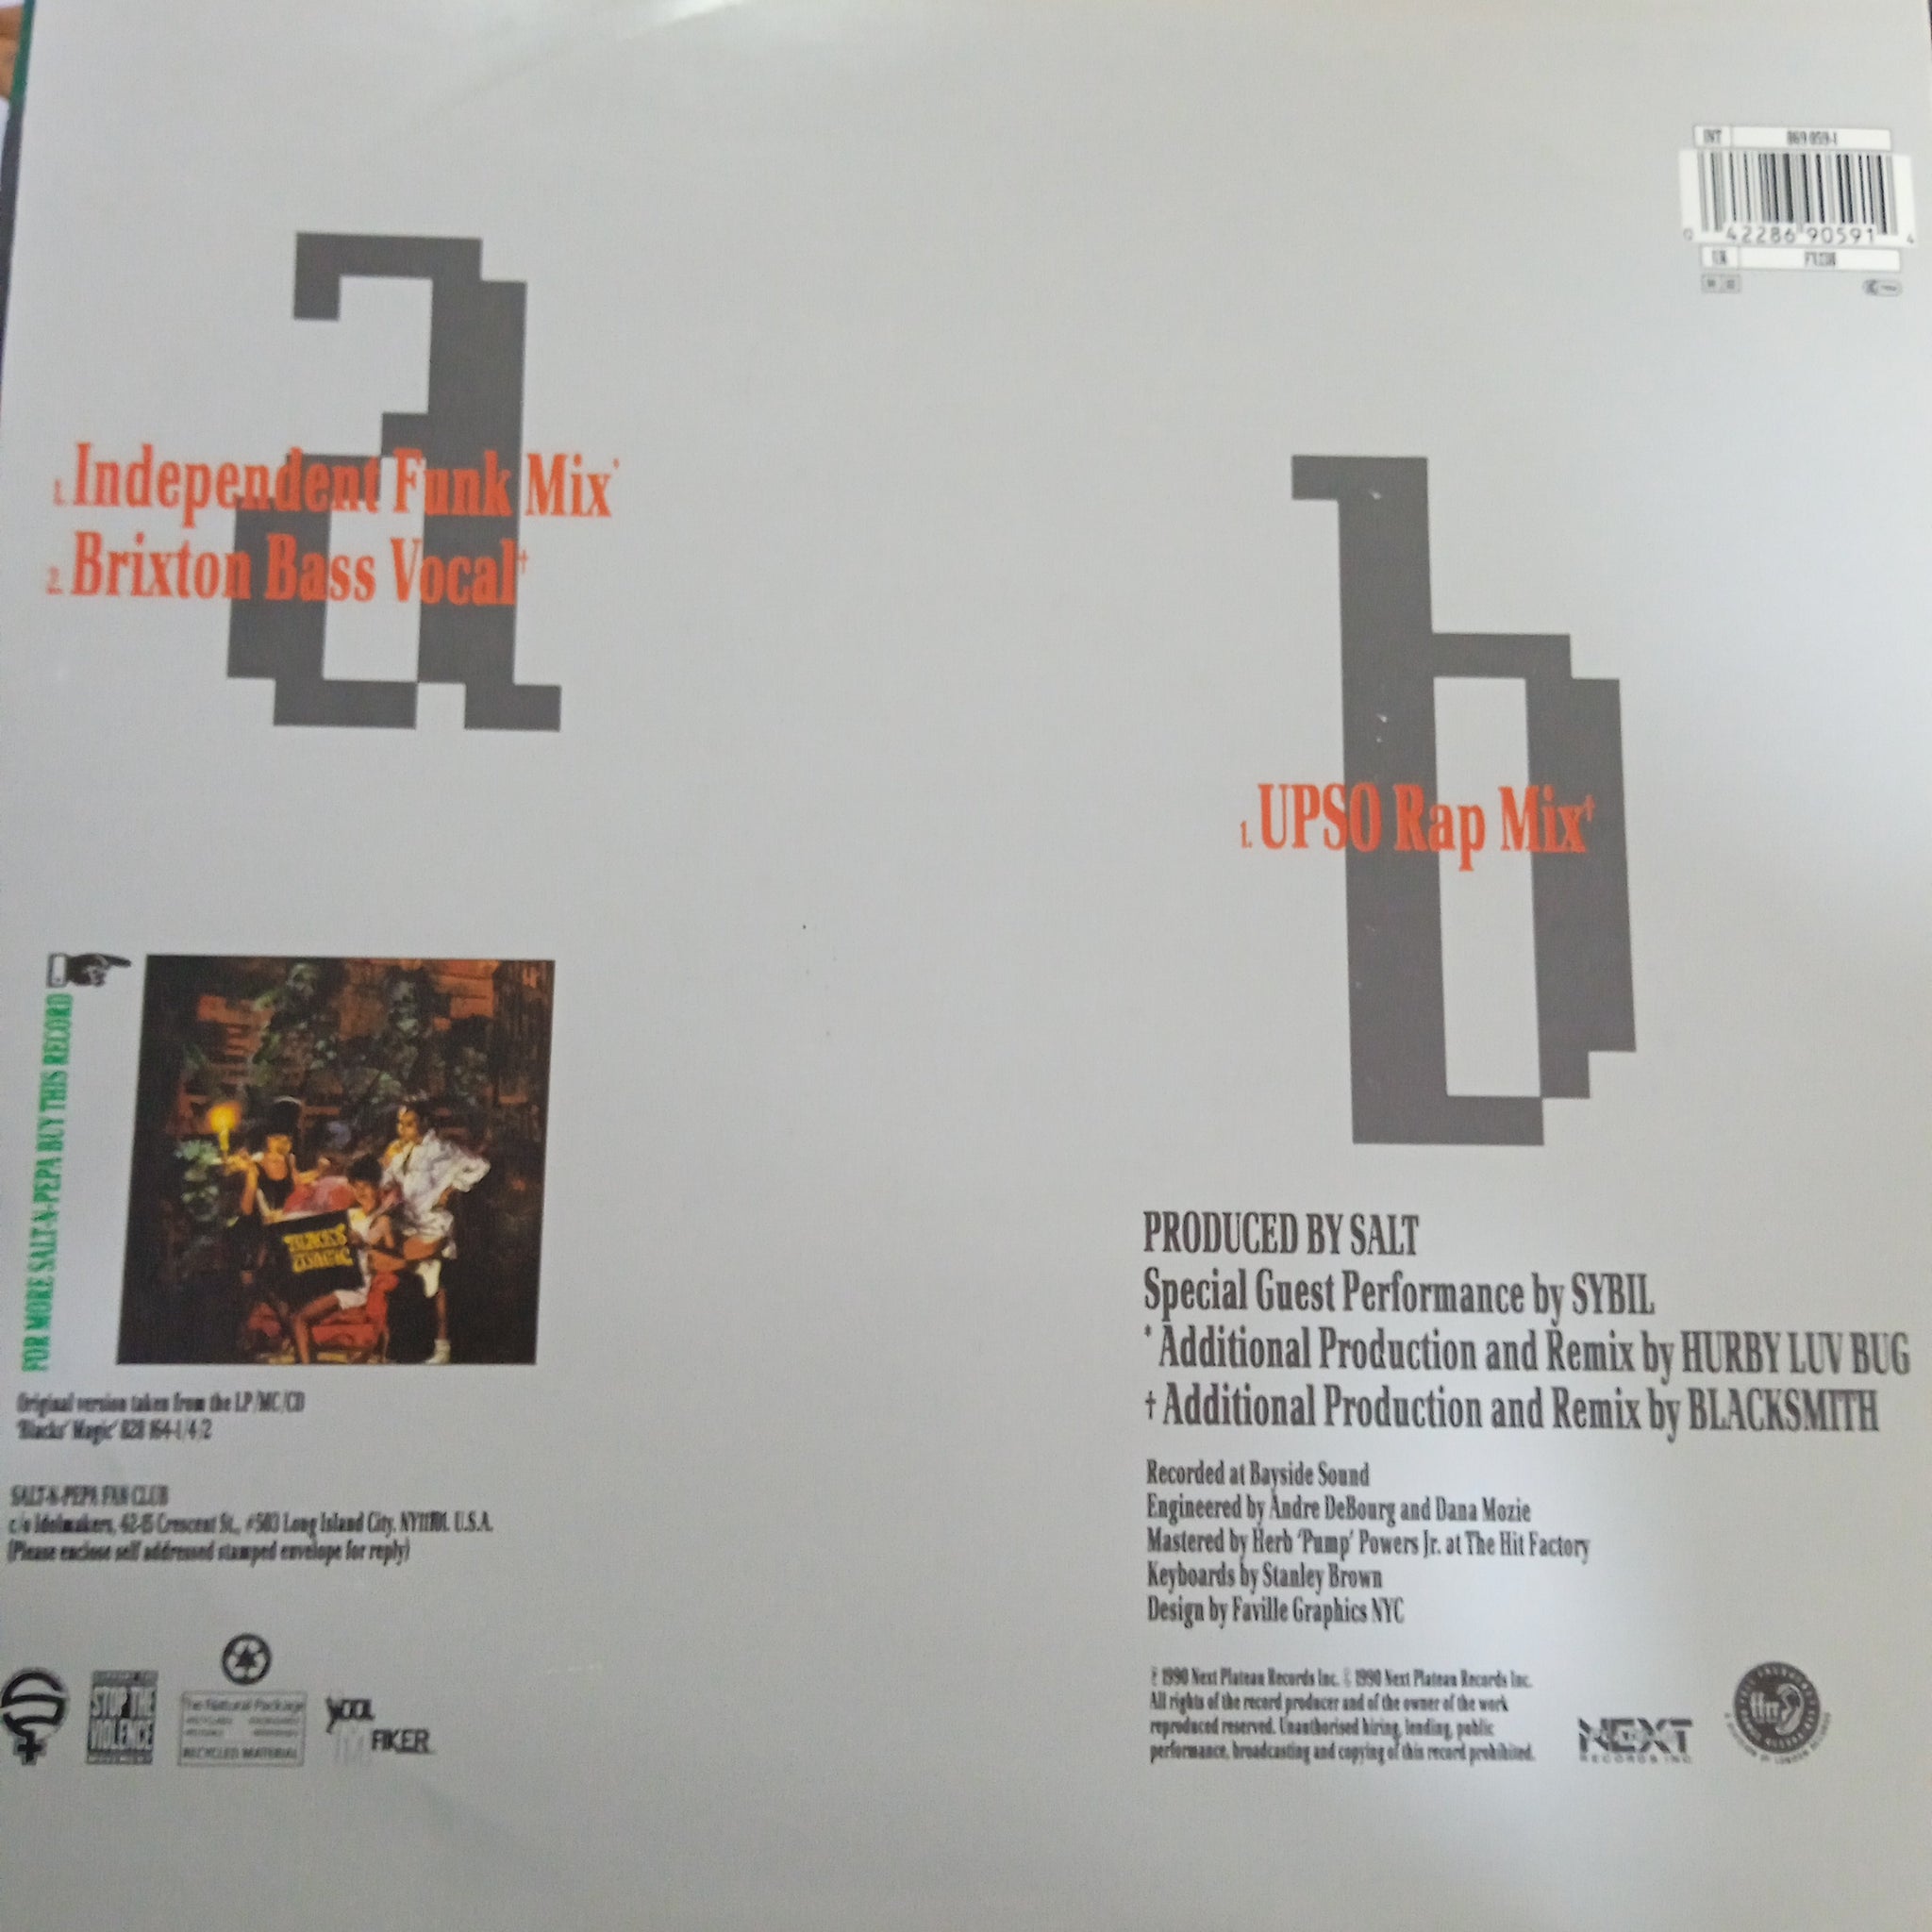 INT 869 059-1
0 42286 90591 4
UK
a
1. Independent Funk Mix*
2. Brixton Bass Vocal†
b
1. UPSO Rap Mix†
FOR MORE SALT-N-PEPA BUY THIS RECORD
BLACKS' MAGIC
Original version taken from the LP/MC/CD
'Blacks' Magic' 828 164-1/4/2
SALT-N-PEPA FAN CLUB
c/o Idolmakers, 42-15 Crescent St., #503 Long Island City, NY11101. U.S.A.
(Please enclose self addressed stamped envelope for reply)
STOP THE
VIOLENCE
The Natural Package
RECYCLED MATERIAL
PRODUCED BY SALT
Special Guest Performance by SYBIL
* Additional Production and Remix by HURBY LUV BUG
† Additional Production and Remix by BLACKSMITH
Recorded at Bayside Sound
Engineered by Andre DeBourg and Dana Mozie
Mastered by Herb 'Pump' Powers Jr. at The Hit Factory
Keyboards by Stanley Brown
Design by Faville Graphics NYC
℗ 1990 Next Plateau Records Inc. © 1990 Next Plateau Records Inc.
All rights of the record producer and of the owner of the work
reproduced reserved. Unauthorised hiring, lending, public
performance, broadcasting and copying of this record prohibited.
NEXT
RECORDS INC
ffrr